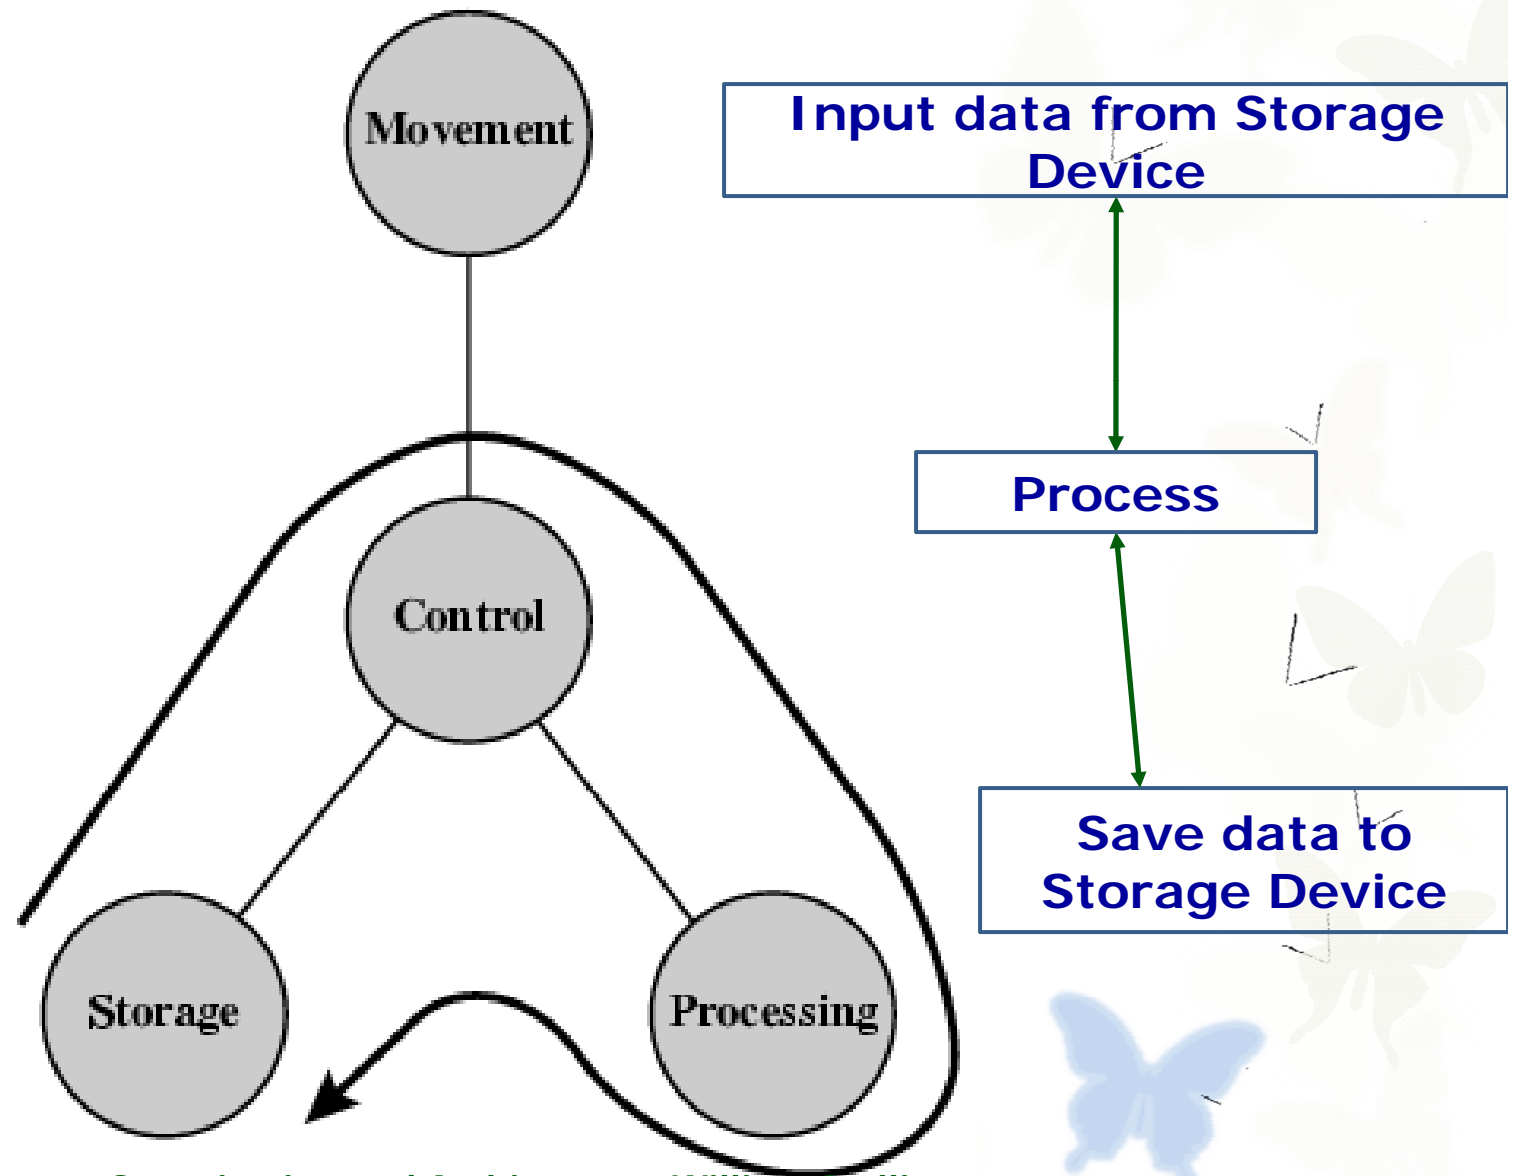 Movement
Input data from Storage
Device
Process
Control
Save data to
Storage Device
Storage
Processing